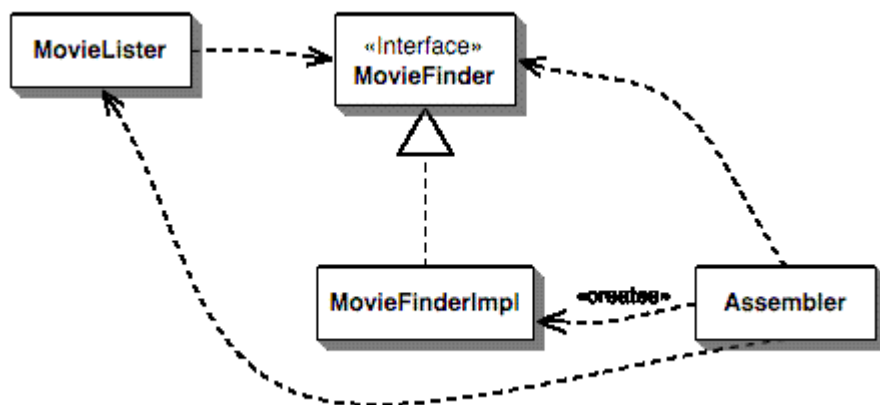 MovieLister
«Interface»
MovieFinder
MovieFinderImpl
«creates»
Assembler